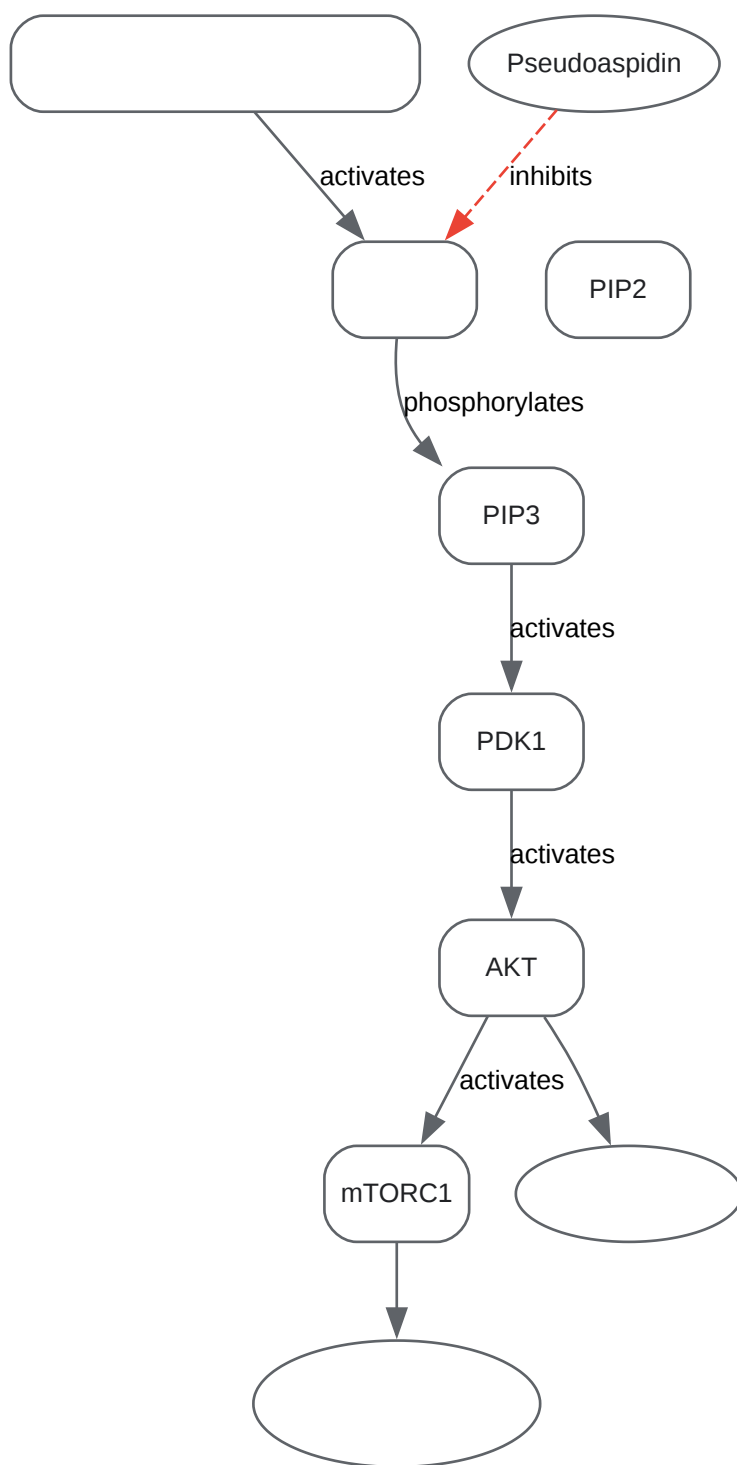 Pseudoaspidin
activates
inhibits
PIP2
phosphorylates
PIP3
activates
PDK1
activates
AKT
activates
mTORC1